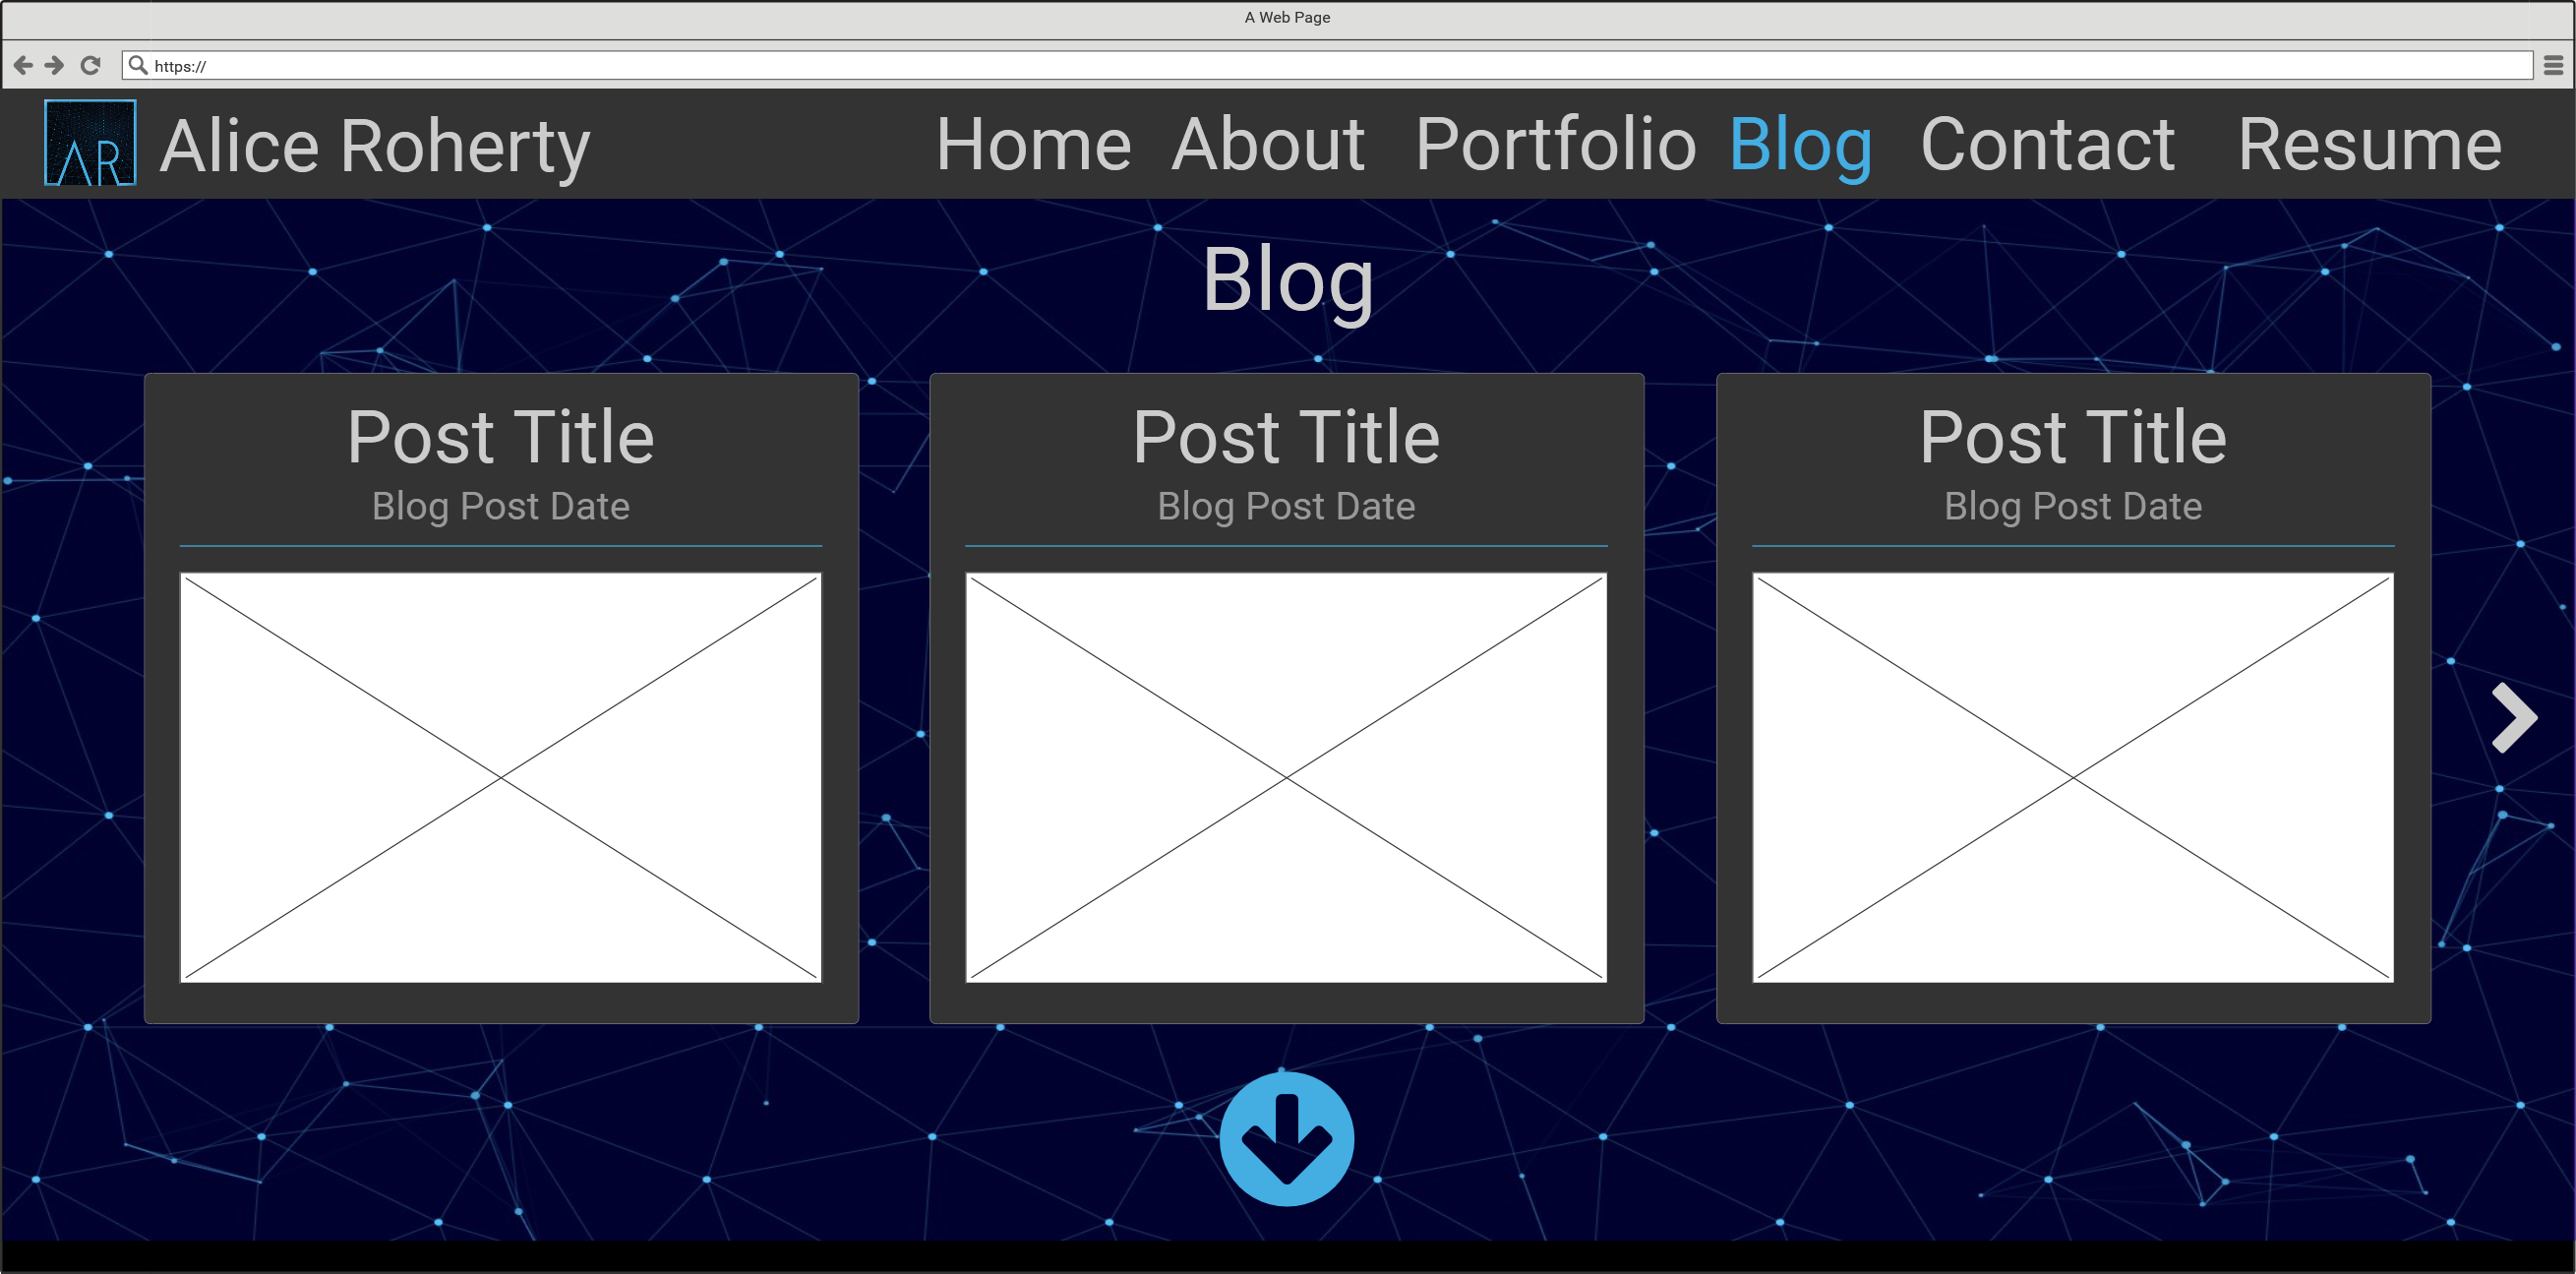 A Web Page
https://
AR Alice Roherty Home About Portfolio Blog Contact Resume
Blog
Post Title Post Title Post Title
Blog Post Date Blog Post Date Blog Post Date